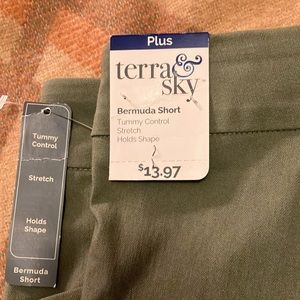 Plus
terra &
sky
Bermuda Short
Tummy Control
Stretch
Holds Shape
$13.97
Tummy
Control
Stretch
Holds
Shape
Bermuda
Short